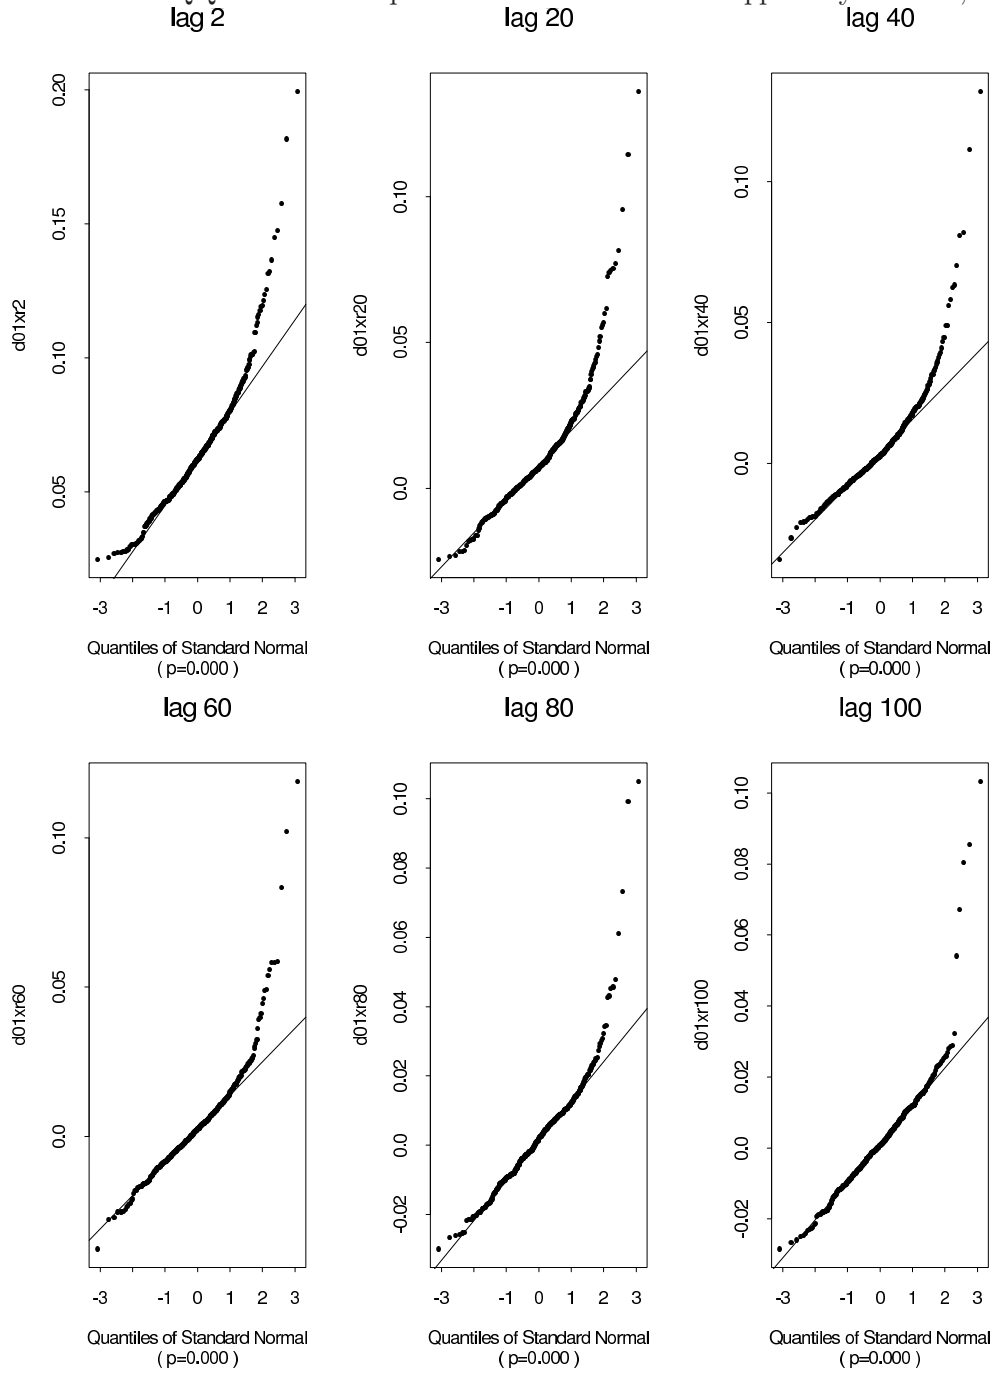 lag 2 lag 20 lag 40
d01xr2
0.05 0.10 0.15 0.20
-3 -2 -1 0 1 2 3
Quantiles of Standard Normal
( p=0.000 )
d01xr20
0.0 0.05 0.10
-3 -1 0 1 2 3
Quantiles of Standard Normal
( p=0.000 )
d01xr40
0.0 0.05 0.10
-3 -1 0 1 2 3
Quantiles of Standard Normal
( p=0.000 )
lag 60 lag 80 lag 100
d01xr60
0.0 0.05 0.10
-3 -2 -1 0 1 2 3
Quantiles of Standard Normal
( p=0.000 )
d01xr80
-0.02 0.0 0.02 0.04 0.06 0.08 0.10
-3 -1 0 1 2 3
Quantiles of Standard Normal
( p=0.000 )
d01xr100
-0.02 0.0 0.02 0.04 0.06 0.08 0.10
-3 -1 0 1 2 3
Quantiles of Standard Normal
( p=0.000 )